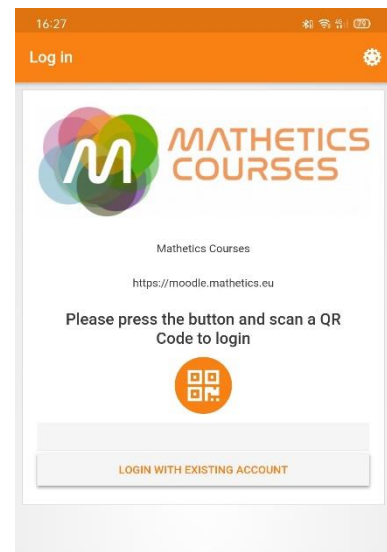 16:27
79
Log in
M
MATHETICS
COURSES
Mathetics Courses
https://moodle.mathetics.eu
Please press the button and scan a QR
Code to login
LOGIN WITH EXISTING ACCOUNT